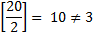 [20/2] = 10 ≠ 3